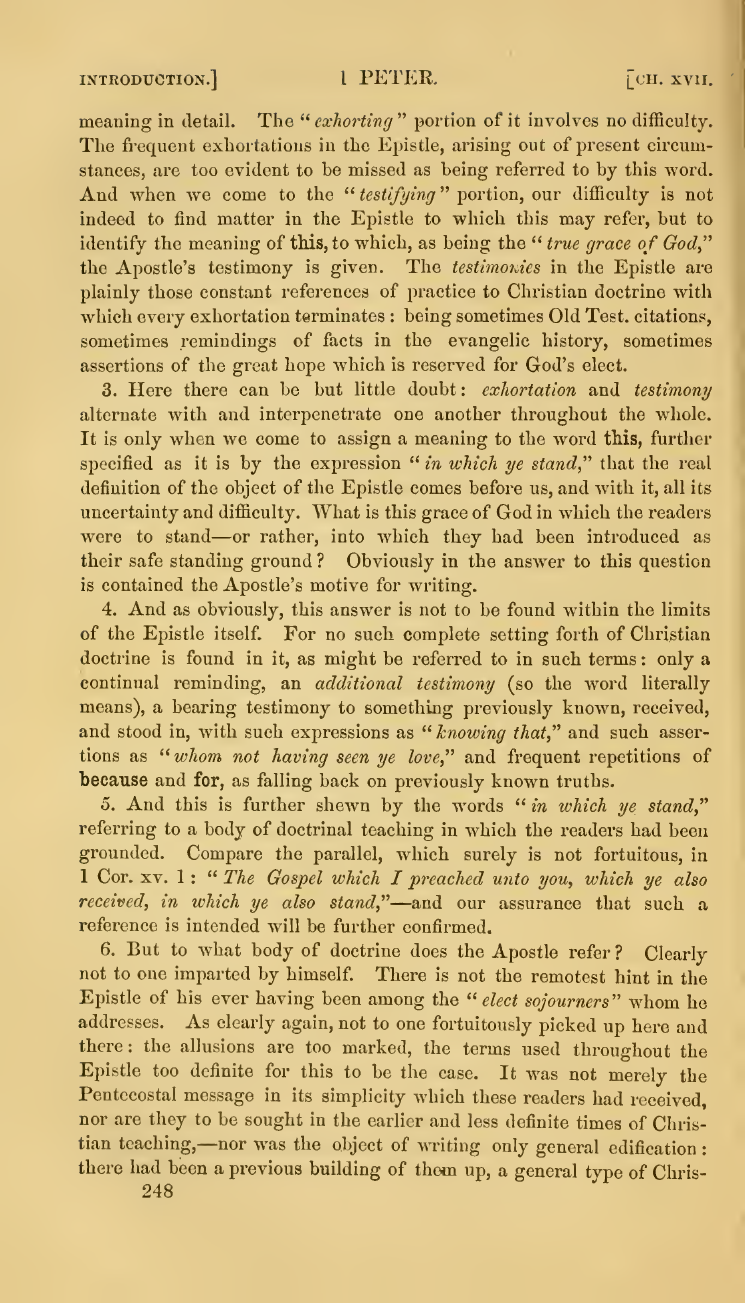 INTRODUCTION.] 1 PETER. [CH. XVII.
meaning in detail. The “exhorting” portion of it involves no difficulty.
The frequent exhortations in the Epistle, arising out of present circum-
stances, are too evident to be missed as being referred to by this word.
And when we come to the “testifying” portion, our difficulty is not
indeed to find matter in the Epistle to which this may refer, but to
identify the meaning of this, to which, as being the “true grace of God,”
the Apostle’s testimony is given. The testimonies in the Epistle are
plainly those constant references of practice to Christian doctrine with
which every exhortation terminates: being sometimes Old Test. citations,
sometimes remindings of facts in the evangelic history, sometimes
assertions of the great hope which is reserved for God’s elect.
3. Here there can be but little doubt: exhortation and testimony
alternate with and interpenetrate one another throughout the whole.
It is only when we come to assign a meaning to the word this, further
specified as it is by the expression “in which ye stand,” that the real
definition of the object of the Epistle comes before us, and with it, all its
uncertainty and difficulty. What is this grace of God in which the readers
were to stand—or rather, into which they had been introduced as
their safe standing ground? Obviously in the answer to this question
is contained the Apostle’s motive for writing.
4. And as obviously, this answer is not to be found within the limits
of the Epistle itself. For no such complete setting forth of Christian
doctrine is found in it, as might be referred to in such terms: only a
continual reminding, an additional testimony (so the word literally
means), a bearing testimony to something previously known, received,
and stood in, with such expressions as “knowing that,” and such asser-
tions as “whom not having seen ye love,” and frequent repetitions of
because and for, as falling back on previously known truths.
5. And this is further shewn by the words “in which ye stand,”
referring to a body of doctrinal teaching in which the readers had been
grounded. Compare the parallel, which surely is not fortuitous, in
1 Cor. xv. 1: “The Gospel which I preached unto you, which ye also
received, in which ye also stand,”—and our assurance that such a
reference is intended will be further confirmed.
6. But to what body of doctrine does the Apostle refer? Clearly
not to one imparted by himself. There is not the remotest hint in the
Epistle of his ever having been among the “elect sojourners” whom he
addresses. As clearly again, not to one fortuitously picked up here and
there: the allusions are too marked, the terms used throughout the
Epistle too definite for this to be the case. It was not merely the
Pentecostal message in its simplicity which these readers had received,
nor are they to be sought in the earlier and less definite times of Chris-
tian teaching,—nor was the object of writing only general edification:
there had been a previous building of them up, a general type of Chris-
248